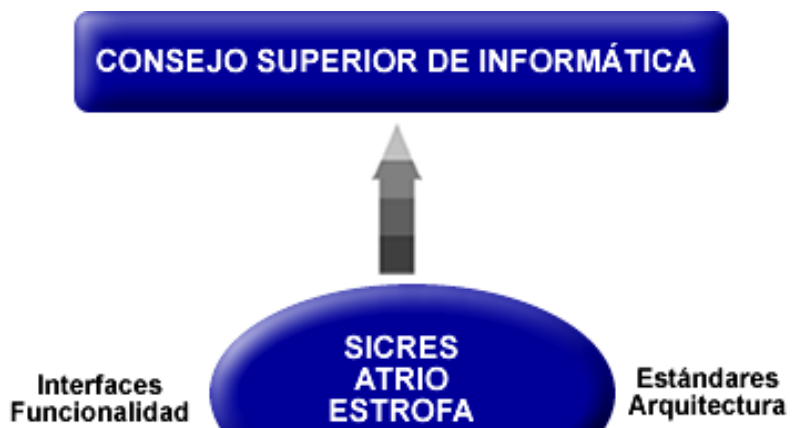 CONSEJO SUPERIOR DE INFORMÁTICA
SICRES
ATRIO
ESTROFA
Interfaces
Funcionalidad
Estándares
Arquitectura